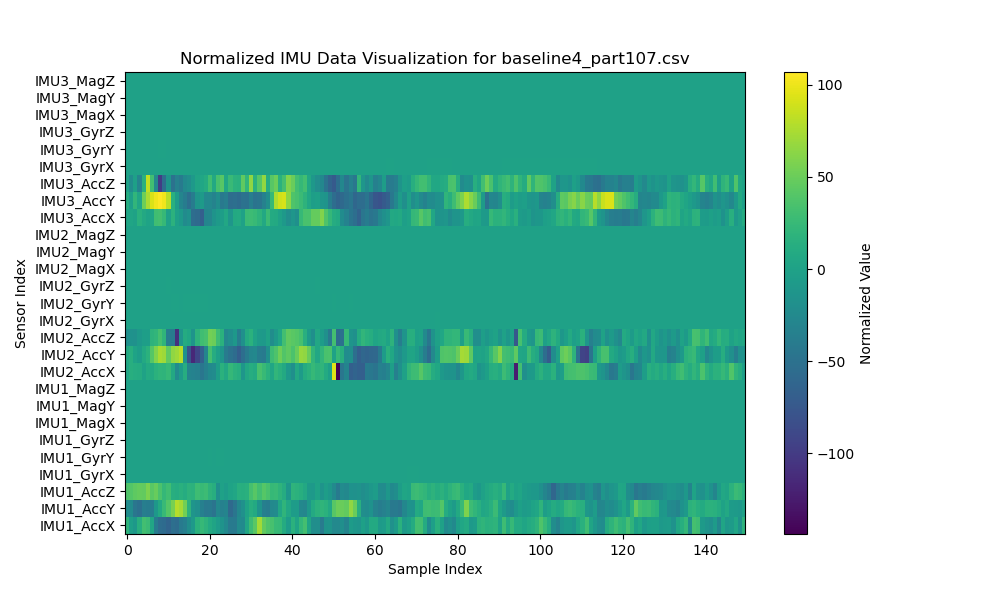 Normalized IMU Data Visualization for baseline4_part107.csv
IMU3_MagZ
IMU3_MagY
IMU3_MagX
IMU3_GyrZ
IMU3_GyrY
IMU3_GyrX
IMU3_AccZ
IMU3_AccY
IMU3_AccX
IMU2_MagZ
IMU2_MagY
IMU2_MagX
IMU2_GyrZ
IMU2_GyrY
IMU2_GyrX
IMU2_AccZ
IMU2_AccY
IMU2_AccX
IMU1_MagZ
IMU1_MagY
IMU1_MagX
IMU1_GyrZ
IMU1_GyrY
IMU1_GyrX
IMU1_AccZ
IMU1_AccY
IMU1_AccX
Sensor Index
0 20 40 60 80 100 120 140
Sample Index
100
50
0
−50
−100
Normalized Value